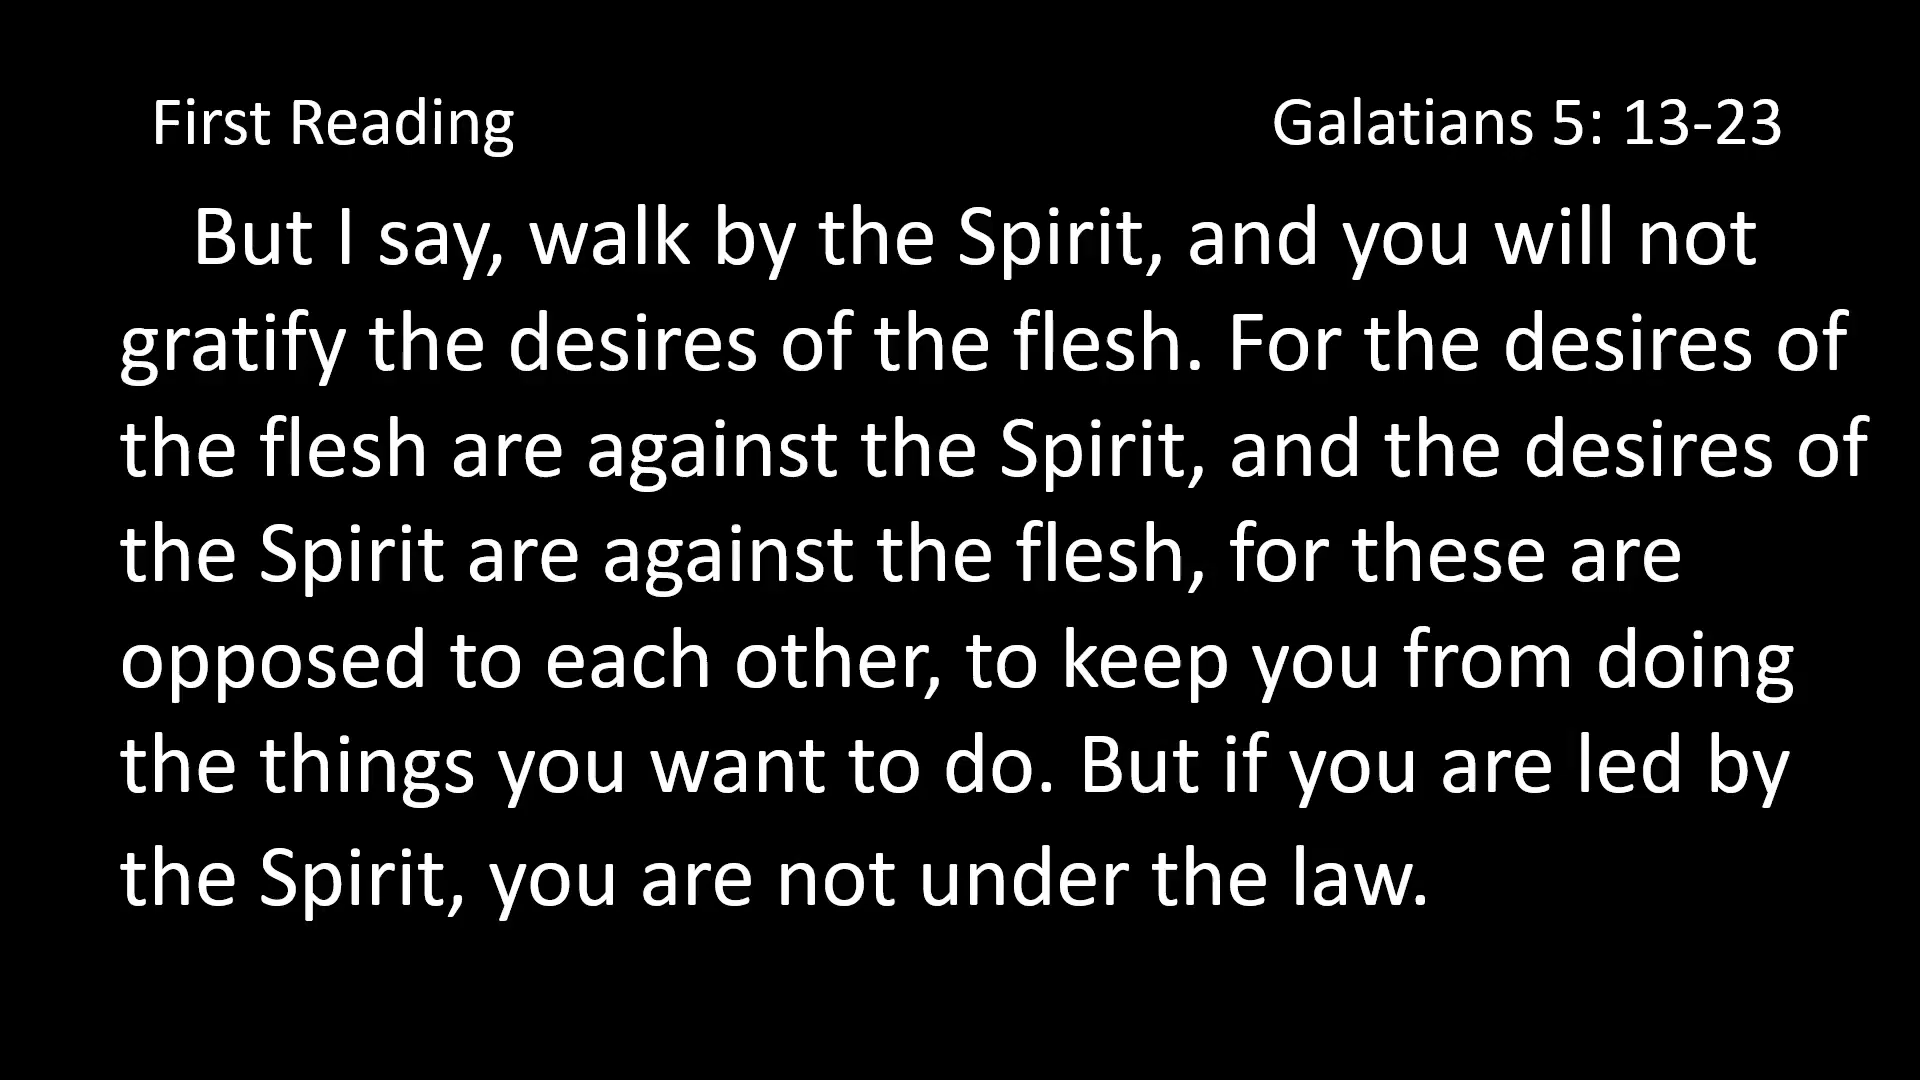 First Reading Galatians 5: 13-23
But I say, walk by the Spirit, and you will not
gratify the desires of the flesh. For the desires of
the flesh are against the Spirit, and the desires of
the Spirit are against the flesh, for these are
opposed to each other, to keep you from doing
the things you want to do. But if you are led by
the Spirit, you are not under the law.